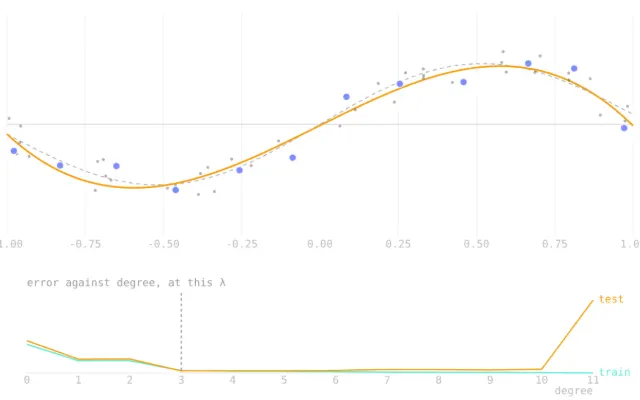 1.00 -0.75 -0.50 -0.25 0.00 0.25 0.50 0.75 1.0
error against degree, at this λ
test
train
0 1 2 3 4 5 6 7 8 9 10 11
degree